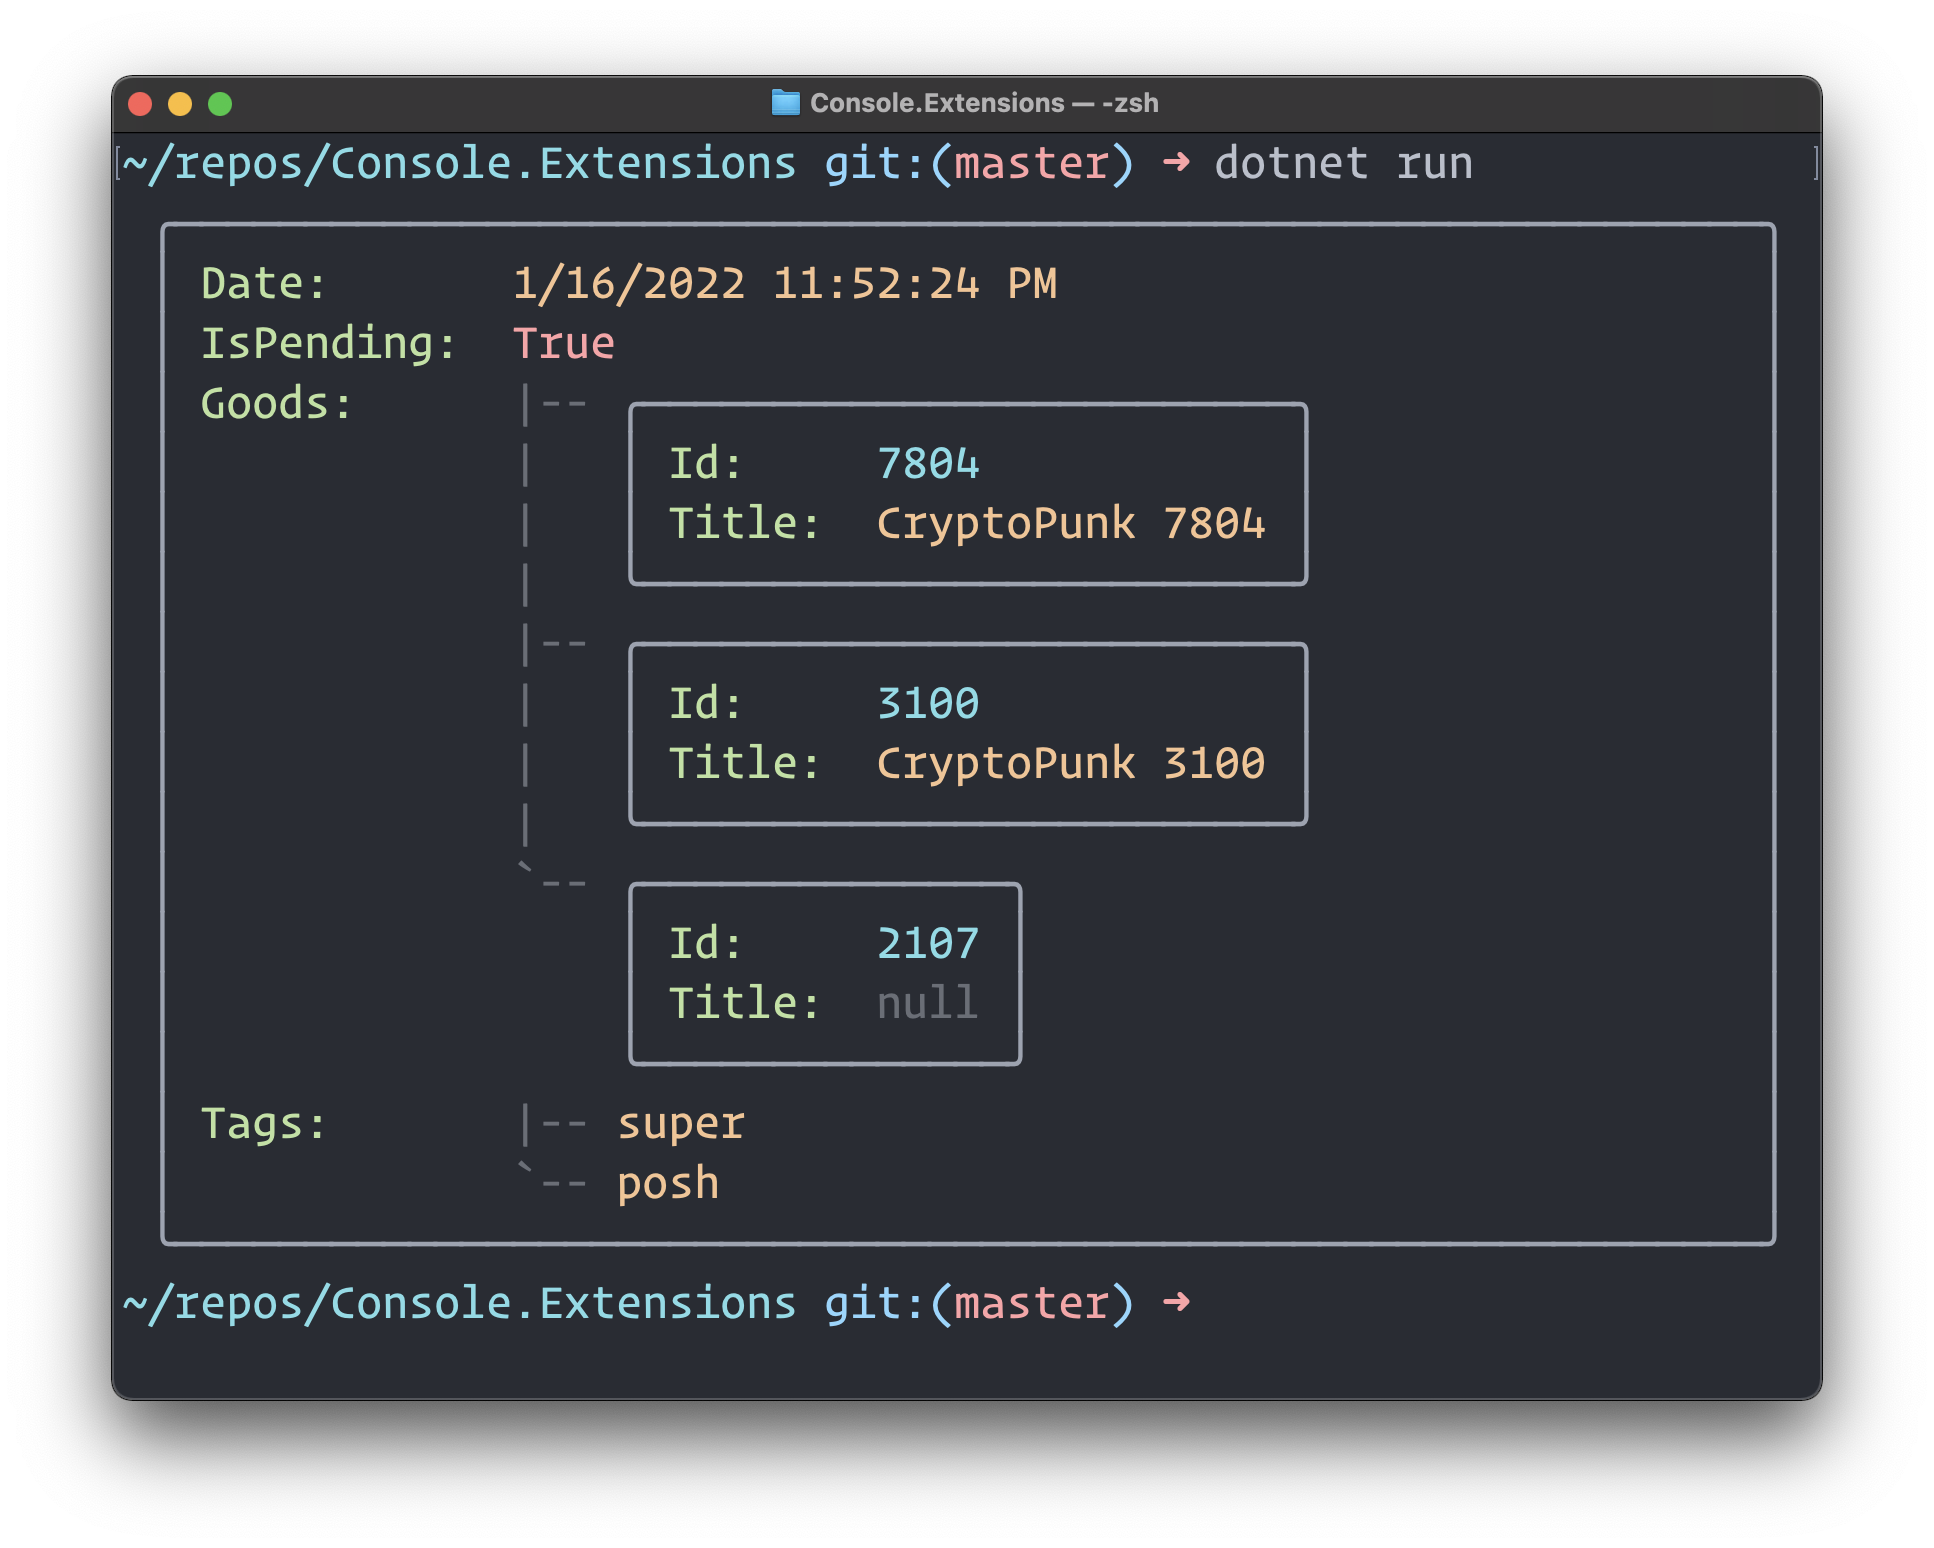 Console.Extensions — -zsh
~/repos/Console.Extensions git:(master) ➜ dotnet run
Date: 1/16/2022 11:52:24 PM
IsPending: True
Goods: |--
Id: 7804
Title: CryptoPunk 7804
|--
Id: 3100
Title: CryptoPunk 3100
`--
Id: 2107
Title: null
Tags: |-- super
`-- posh
~/repos/Console.Extensions git:(master) ➜